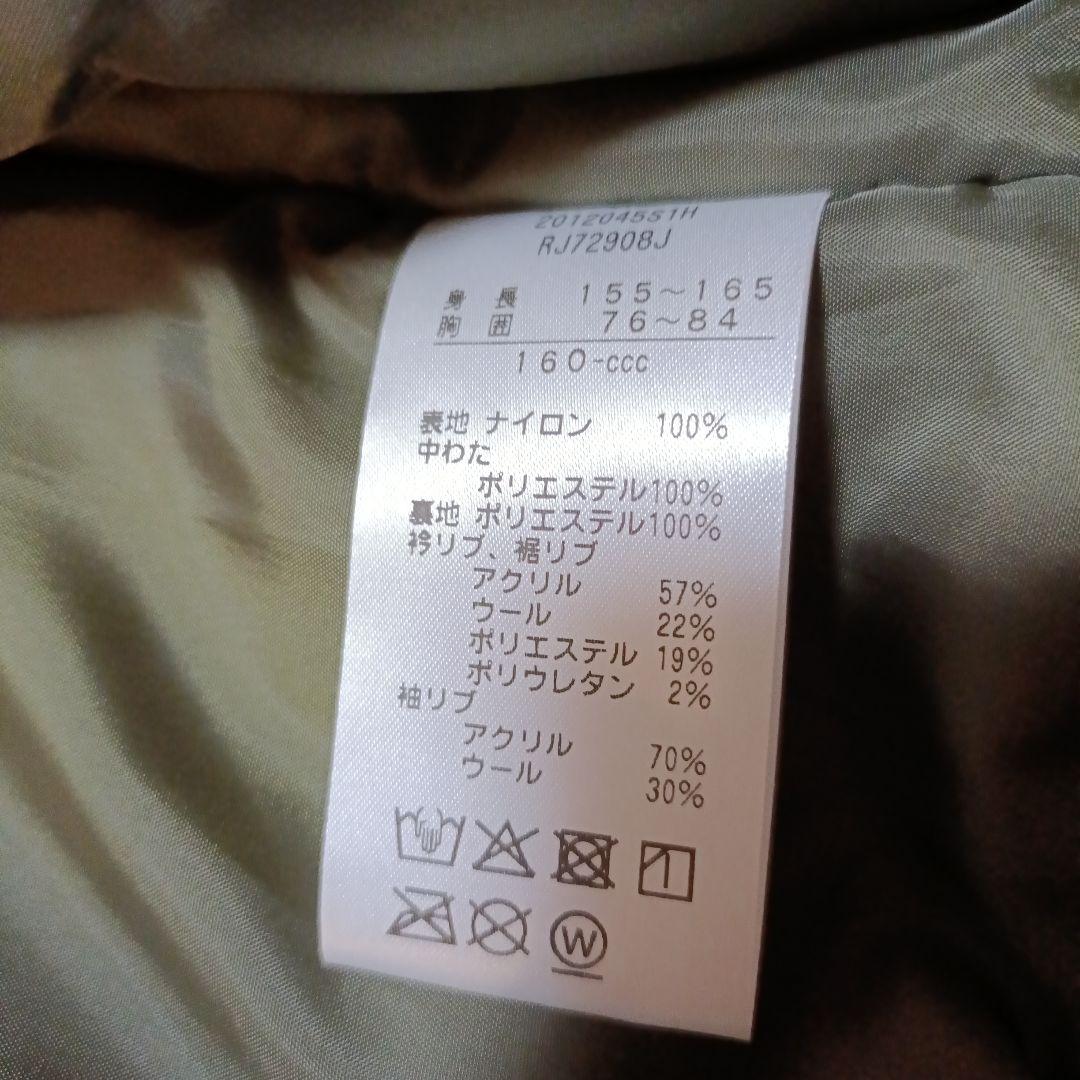 201204551H
RJ72908J
身長 155～165
胸囲 76～84
160-ccc
表地 ナイロン 100%
中わた
ポリエステル100%
裏地 ポリエステル100%
衿リブ、裾リブ
アクリル 57%
ウール 22%
ポリエステル 19%
ポリウレタン 2%
袖リブ
アクリル 70%
ウール 30%
W